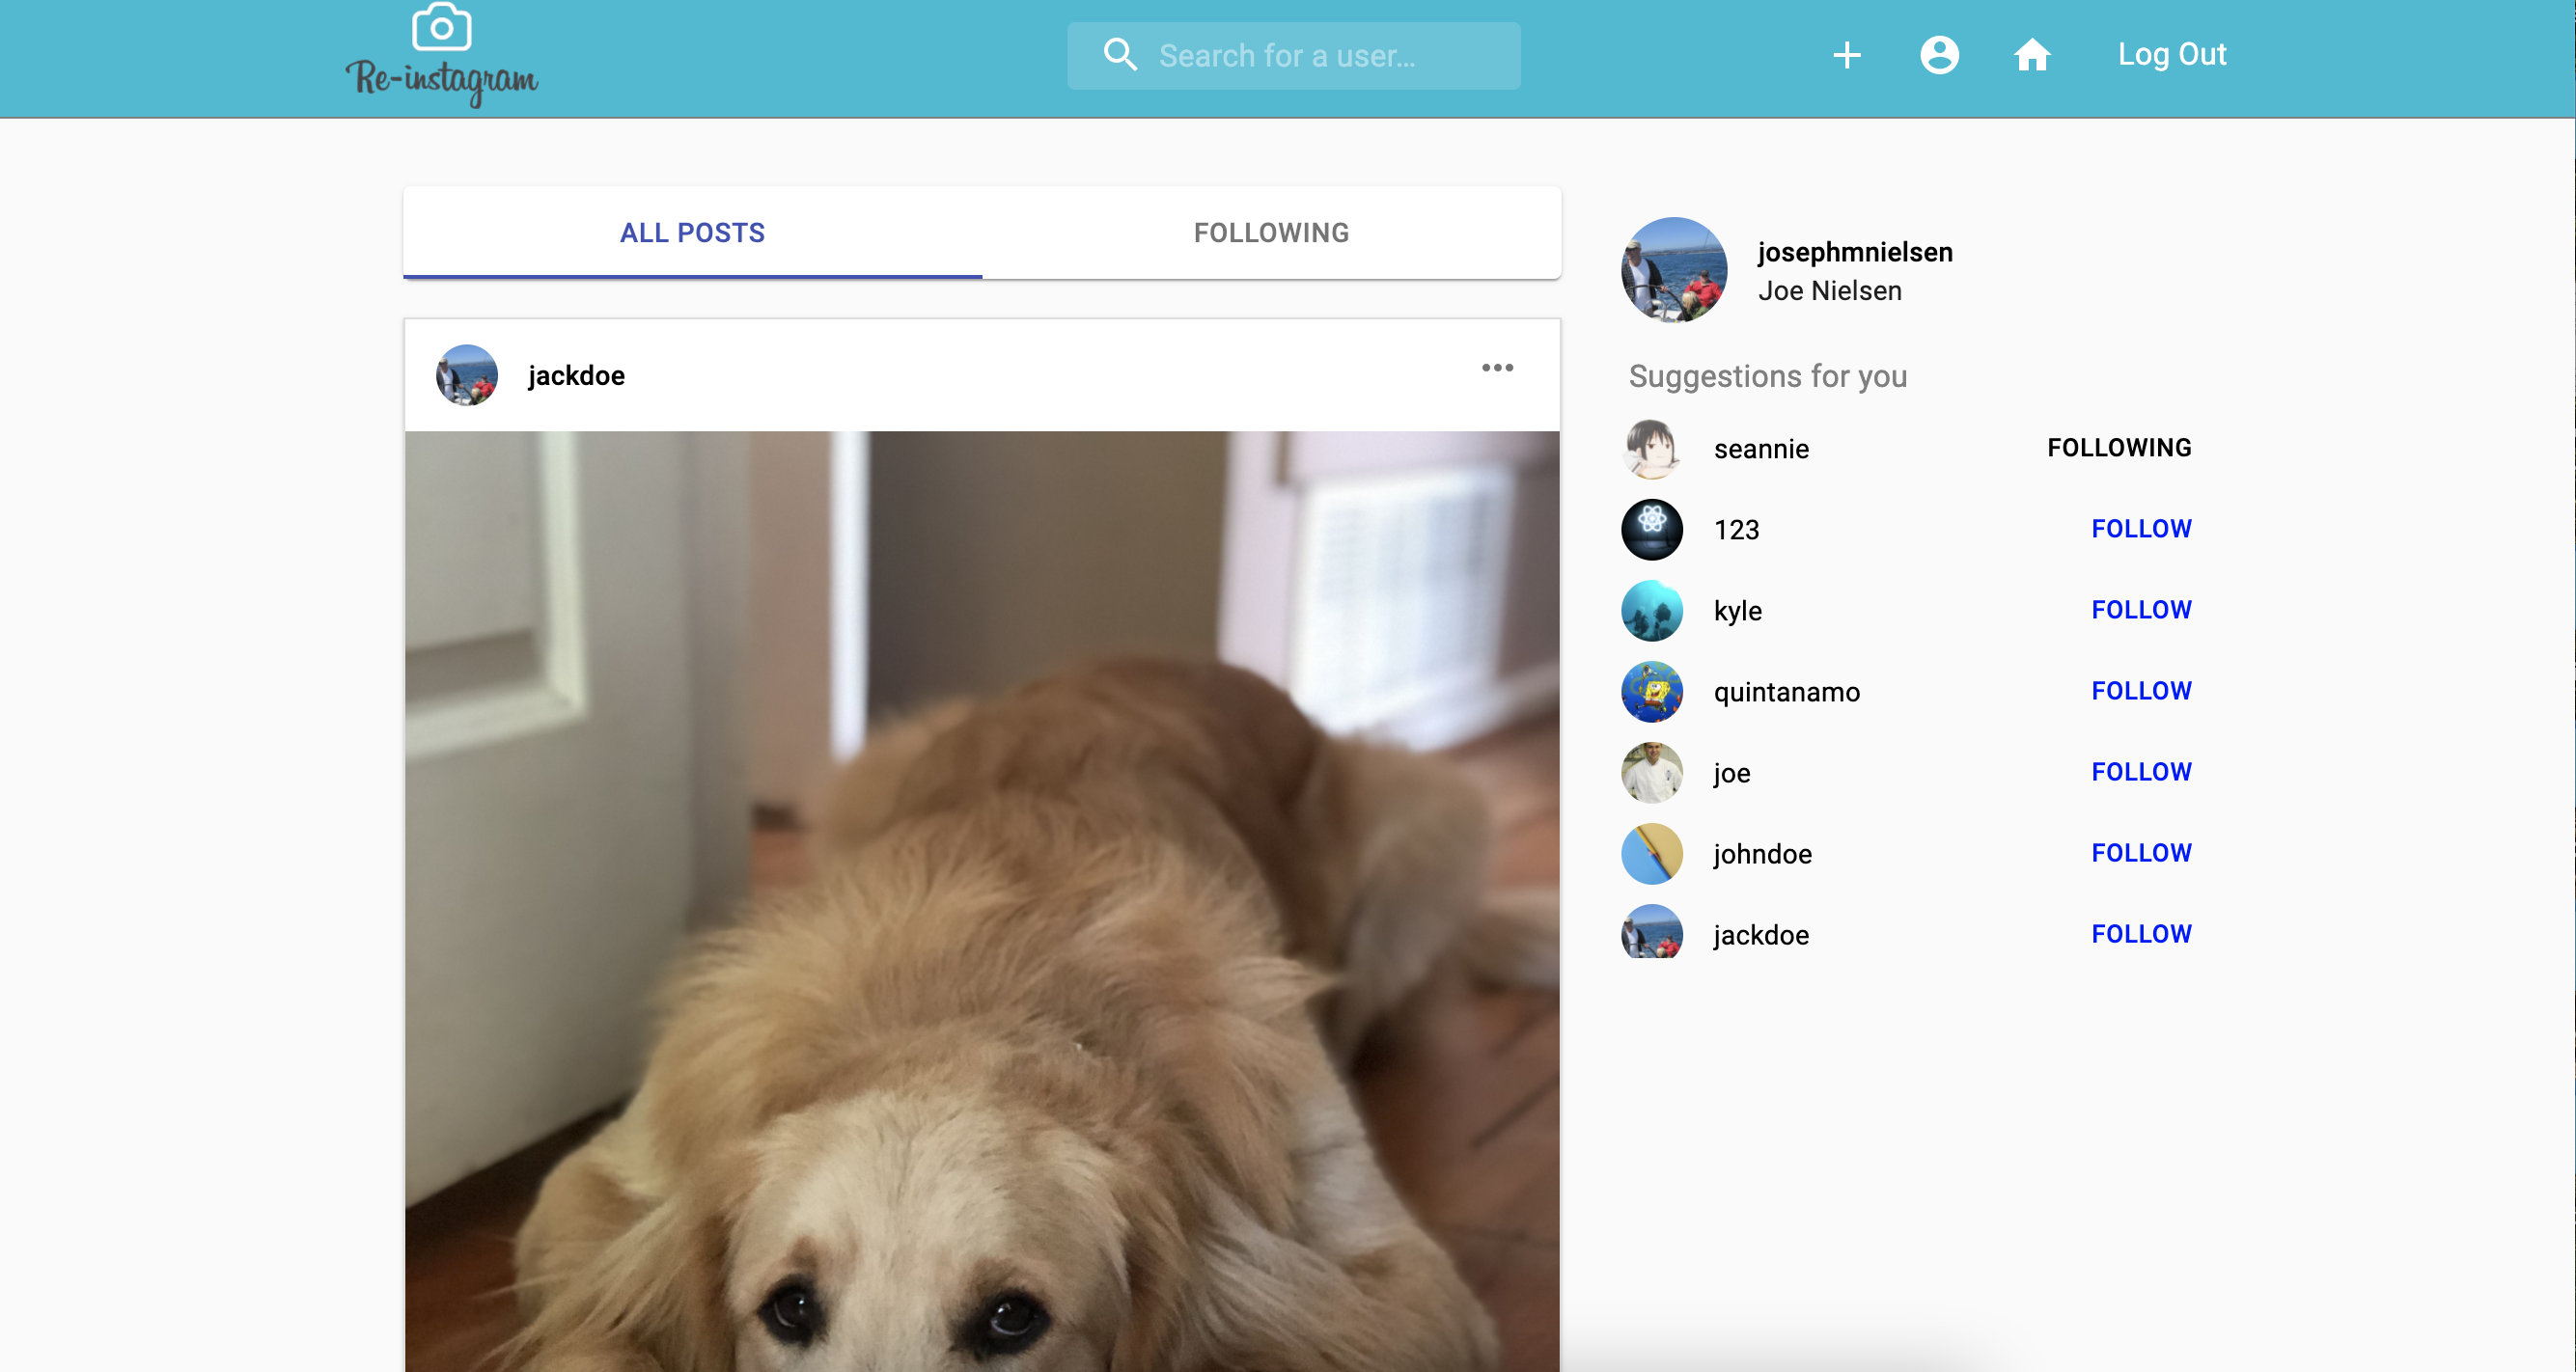 Re-instagram
Search for a user...
Log Out
ALL POSTS
FOLLOWING
jackdoe
josephmnielsen
Joe Nielsen
Suggestions for you
seannie FOLLOWING
123 FOLLOW
kyle FOLLOW
quintanamo FOLLOW
joe FOLLOW
johndoe FOLLOW
jackdoe FOLLOW